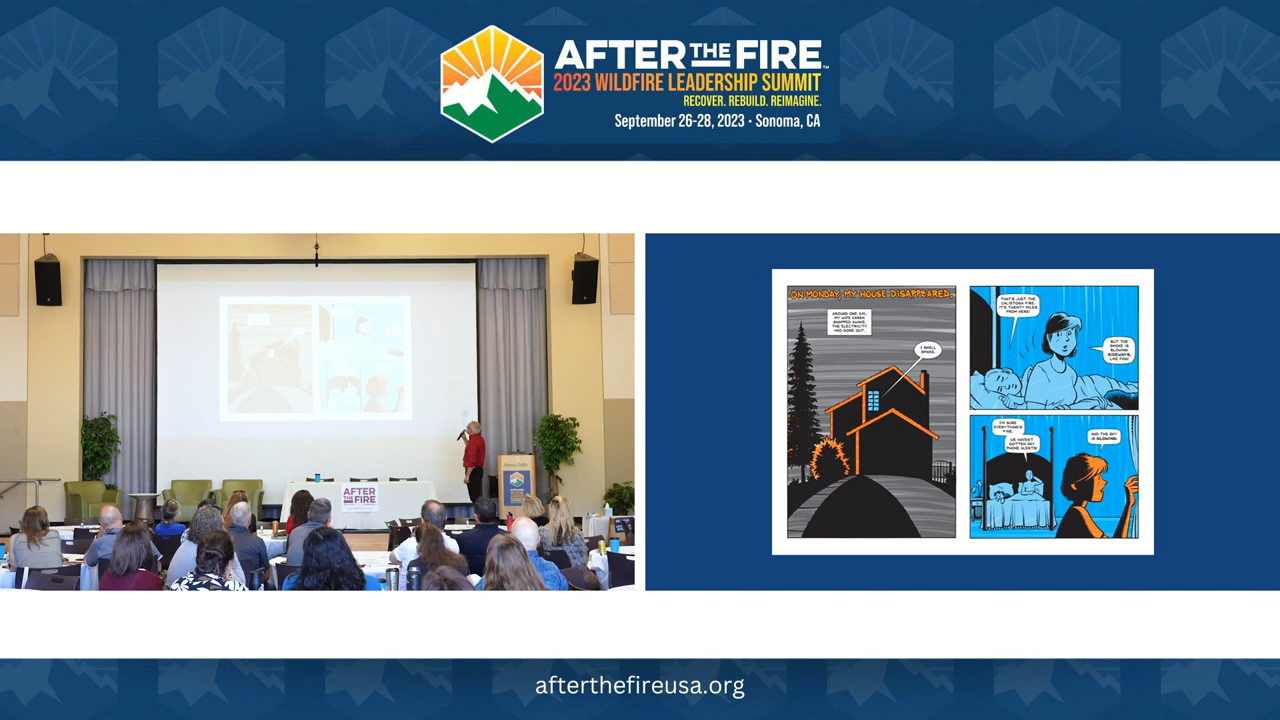 AFTER THE FIRE™
2023 WILDFIRE LEADERSHIP SUMMIT
RECOVER. REBUILD. REIMAGINE.
September 26-28, 2023 • Sonoma, CA
AFTER
THE FIRE
ON MONDAY, MY HOUSE DISAPPEARED.
AROUND ONE A.M.,
MY WIFE KAREN
SNAPPED AWAKE.
THE ELECTRICITY
HAD GONE OUT.
I SMELL
SMOKE.
THAT'S JUST THE
CALISTOGA FIRE.
IT'S TWENTY MILES
FROM HERE!
BUT THE
SMOKE IS
BLOWING
SIDEWAYS,
LIKE FOG!
I'M SURE
EVERYTHING'S
FINE.
WE HAVEN'T
GOTTEN ANY
PHONE ALERTS!
AND THE SKY
IS GLOWING.
afterthefireusa.org